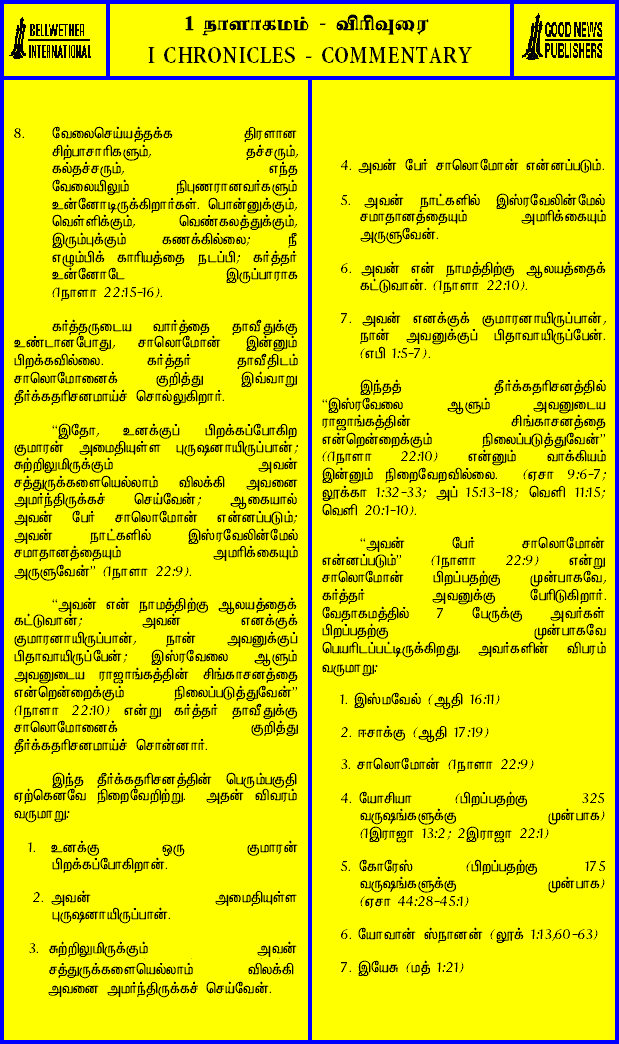 BELLWETHER
INTERNATIONAL
1 நாளாகமம் - விரிவுரை
I CHRONICLES - COMMENTARY
GOOD NEWS
PUBLISHERS
8. வேலைசெய்யத்தக்க திரளான
சிற்பாசாரிகளும், தச்சரும்,
கல்தச்சரும், எந்த
வேலையிலும் நிபுணரானவர்களும்
உன்னோடிருக்கிறார்கள். பொன்னுக்கும்,
வெள்ளிக்கும், வெண்கலத்துக்கும்,
இரும்புக்கும் கணக்கில்லை; நீ
எழும்பிக் காரியத்தை நடப்பி; கர்த்தர்
உன்னோடே இருப்பாராக
(1நாளா 22:15-16).
கர்த்தருடைய வார்த்தை தாவீதுக்கு
உண்டானபோது, சாலொமோன் இன்னும்
பிறக்கவில்லை. கர்த்தர் தாவீதிடம்
சாலொமோனைக் குறித்து இவ்வாறு
தீர்க்கதரிசனமாய்ச் சொல்லுகிறார்.
“இதோ, உனக்குப் பிறக்கப்போகிற
குமாரன் அமைதியுள்ள புருஷனாயிருப்பான்;
சுற்றிலுமிருக்கும் அவன்
சத்துருக்களையெல்லாம் விலக்கி அவனை
அமர்ந்திருக்கச் செய்வேன்; ஆகையால்
அவன் பேர் சாலொமோன் என்னப்படும்;
அவன் நாட்களில் இஸ்ரவேலின்மேல்
சமாதானத்தையும் அமரிக்கையும்
அருளுவேன்” (1நாளா 22:9).
“அவன் என் நாமத்திற்கு ஆலயத்தைக்
கட்டுவான்; அவன் எனக்குக்
குமாரனாயிருப்பான், நான் அவனுக்குப்
பிதாவாயிருப்பேன்; இஸ்ரவேலை ஆளும்
அவனுடைய ராஜாங்கத்தின் சிங்காசனத்தை
என்றென்றைக்கும் நிலைப்படுத்துவேன்”
(1நாளா 22:10) என்று கர்த்தர் தாவீதுக்கு
சாலொமோனைக் குறித்து
தீர்க்கதரிசனமாய்ச் சொன்னார்.
இந்த தீர்க்கதரிசனத்தின் பெரும்பகுதி
ஏற்கெனவே நிறைவேறிற்று. அதன் விவரம்
வருமாறு:
1. உனக்கு ஒரு குமாரன்
பிறக்கப்போகிறான்.
2. அவன் அமைதியுள்ள
புருஷனாயிருப்பான்.
3. சுற்றிலுமிருக்கும் அவன்
சத்துருக்களையெல்லாம் விலக்கி
அவனை அமர்ந்திருக்கச் செய்வேன்.
4. அவன் பேர் சாலொமோன் என்னப்படும்.
5. அவன் நாட்களில் இஸ்ரவேலின்மேல்
சமாதானத்தையும் அமரிக்கையும்
அருளுவேன்.
6. அவன் என் நாமத்திற்கு ஆலயத்தைக்
கட்டுவான். (1நாளா 22:10).
7. அவன் எனக்குக் குமாரனாயிருப்பான்,
நான் அவனுக்குப் பிதாவாயிருப்பேன்.
(எபி 1:5-7).
இந்தத் தீர்க்கதரிசனத்தில்
“இஸ்ரவேலை ஆளும் அவனுடைய
ராஜாங்கத்தின் சிங்காசனத்தை
என்றென்றைக்கும் நிலைப்படுத்துவேன்”
((1நாளா 22:10) என்னும் வாக்கியம்
இன்னும் நிறைவேறவில்லை. (ஏசா 9:6-7;
லூக்கா 1:32-33; அப் 15:13-18; வெளி 11:15;
வெளி 20:1-10).
“அவன் பேர் சாலொமோன்
என்னப்படும்” (1நாளா 22:9) என்று
சாலொமோன் பிறப்பதற்கு முன்பாகவே,
கர்த்தர் அவனுக்கு பேரிடுகிறார்.
வேதாகமத்தில் 7 பேருக்கு அவர்கள்
பிறப்பதற்கு முன்பாகவே
பெயரிடப்பட்டிருக்கிறது. அவர்களின் விபரம்
வருமாறு:
1. இஸ்மவேல் (ஆதி 16:11)
2. ஈசாக்கு (ஆதி 17:19)
3. சாலொமோன் (1நாளா 22:9)
4. யோசியா (பிறப்பதற்கு 325
வருஷங்களுக்கு முன்பாக)
(1இராஜா 13:2; 2இராஜா 22:1)
5. கோரேஸ் (பிறப்பதற்கு 175
வருஷங்களுக்கு முன்பாக)
(ஏசா 44:28-45:1)
6. யோவான் ஸ்நானன் (லூக் 1:13,60-63)
7. இயேசு (மத் 1:21)